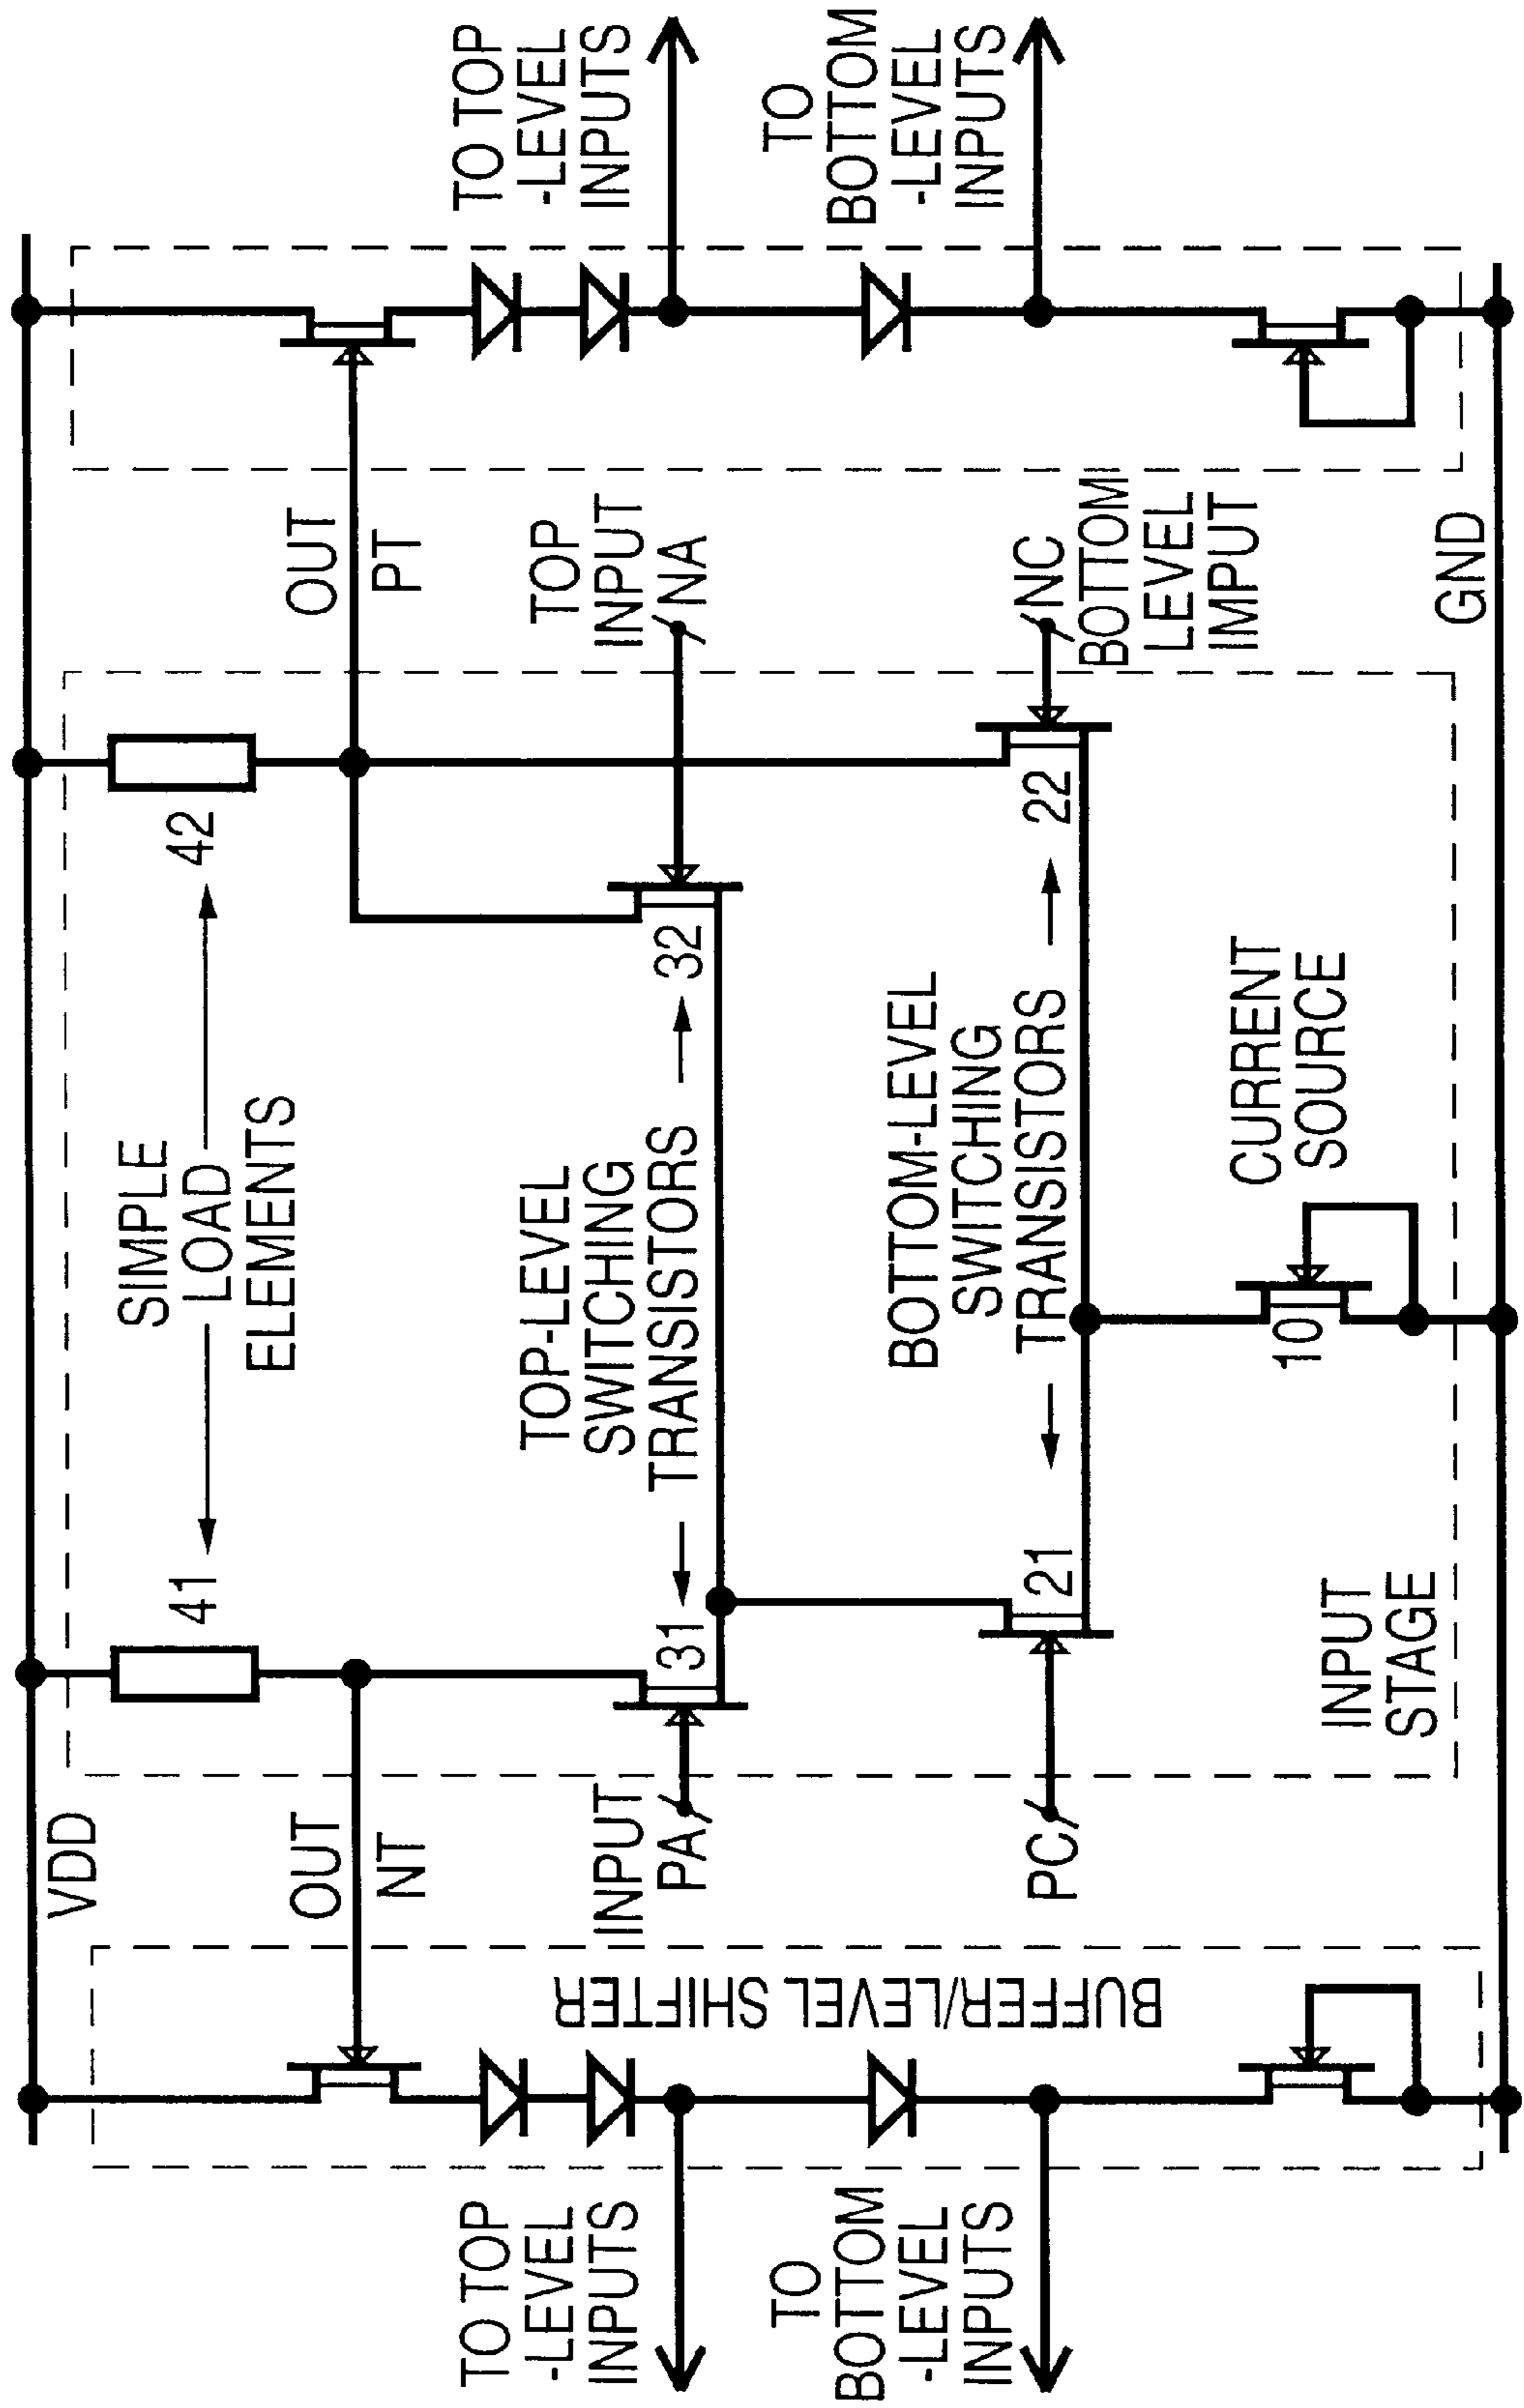 VDD
SIMPLE
LOAD
ELEMENTS
41
42
OUT
NT
OUT
PT
TO TOP
-LEVEL
INPUTS
TO TOP
-LEVEL
INPUTS
INPUT
PA
TOP-LEVEL
SWITCHING
TRANSISTORS
31
32
TOP
INPUT
NA
BUFFER/LEVEL SHIFTER
TO
BOTTOM
-LEVEL
INPUTS
TO
BOTTOM
-LEVEL
INPUTS
PC
BOTTOM-LEVEL
SWITCHING
TRANSISTORS
21
22
NC
BOTTOM
LEVEL
IMPUT
CURRENT
SOURCE
10
INPUT
STAGE
GND